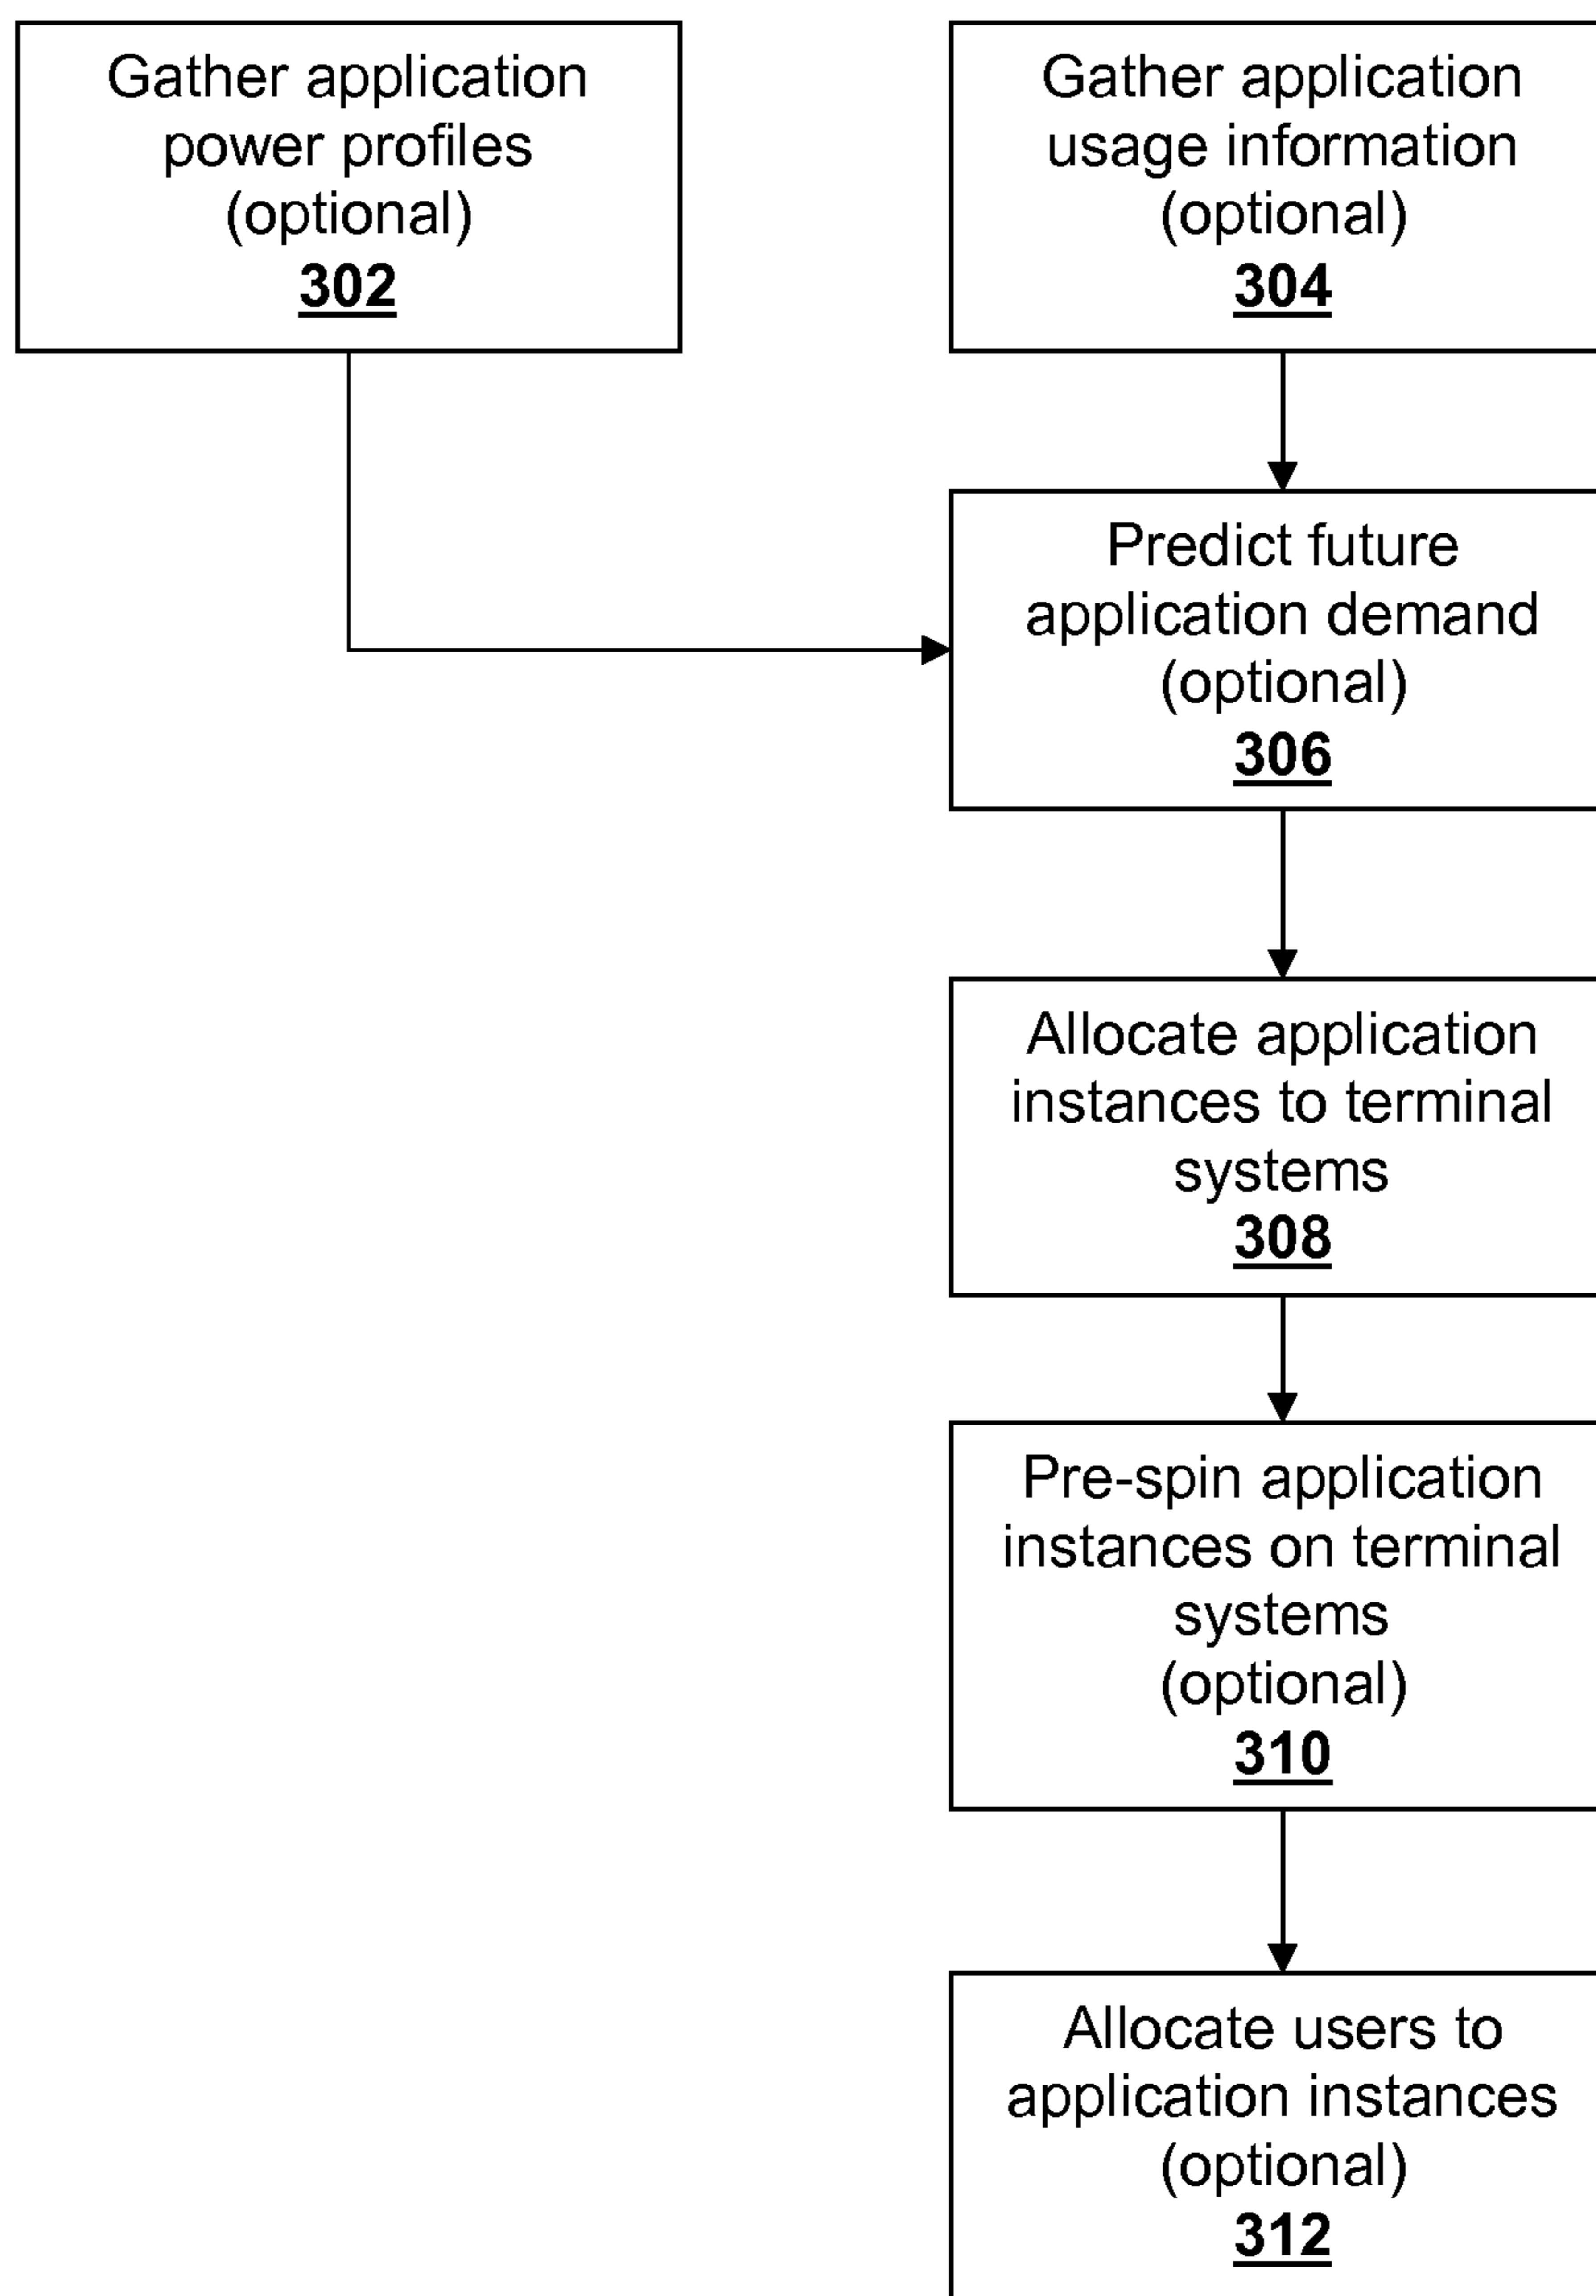 Gather application
power profiles
(optional)
302
Gather application
usage information
(optional)
304
Predict future
application demand
(optional)
306
Allocate application
instances to terminal
systems
308
Pre-spin application
instances on terminal
systems
(optional)
310
Allocate users to
application instances
(optional)
312